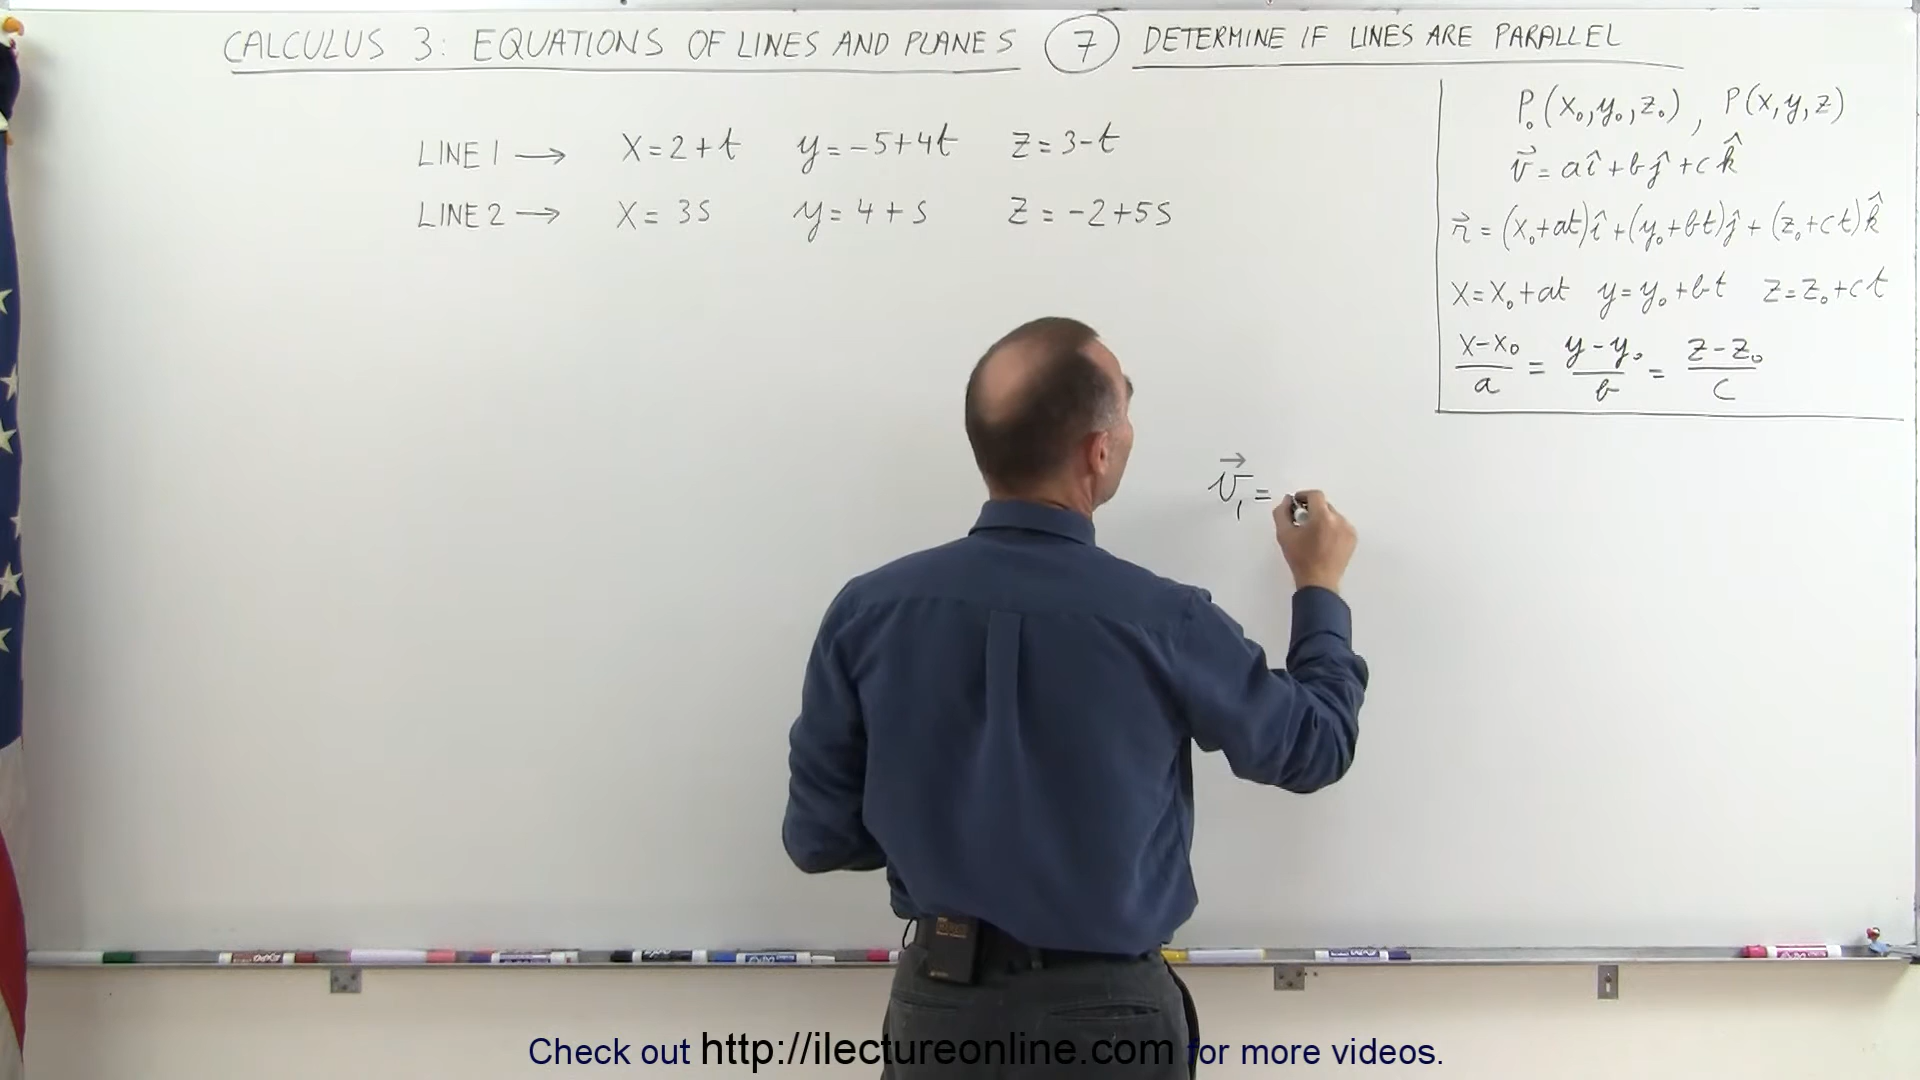 CALCULUS 3: EQUATIONS OF LINES AND PLANES ⑦ DETERMINE IF LINES ARE PARALLEL
LINE 1 → x = 2 + t y = -5 + 4t z = 3 - t
LINE 2 → x = 3s y = 4 + s z = -2 + 5s
P₀(x₀, y₀, z₀), P(x, y, z)
v⃗ = aî + bĵ + ck̂
r⃗ = (x₀ + at)î + (y₀ + bt)ĵ + (z₀ + ct)k̂
x = x₀ + at y = y₀ + bt z = z₀ + ct
(x - x₀)/a = (y - y₀)/b = (z - z₀)/c
v⃗₁ =
Check out http://ilectureonline.com for more videos.